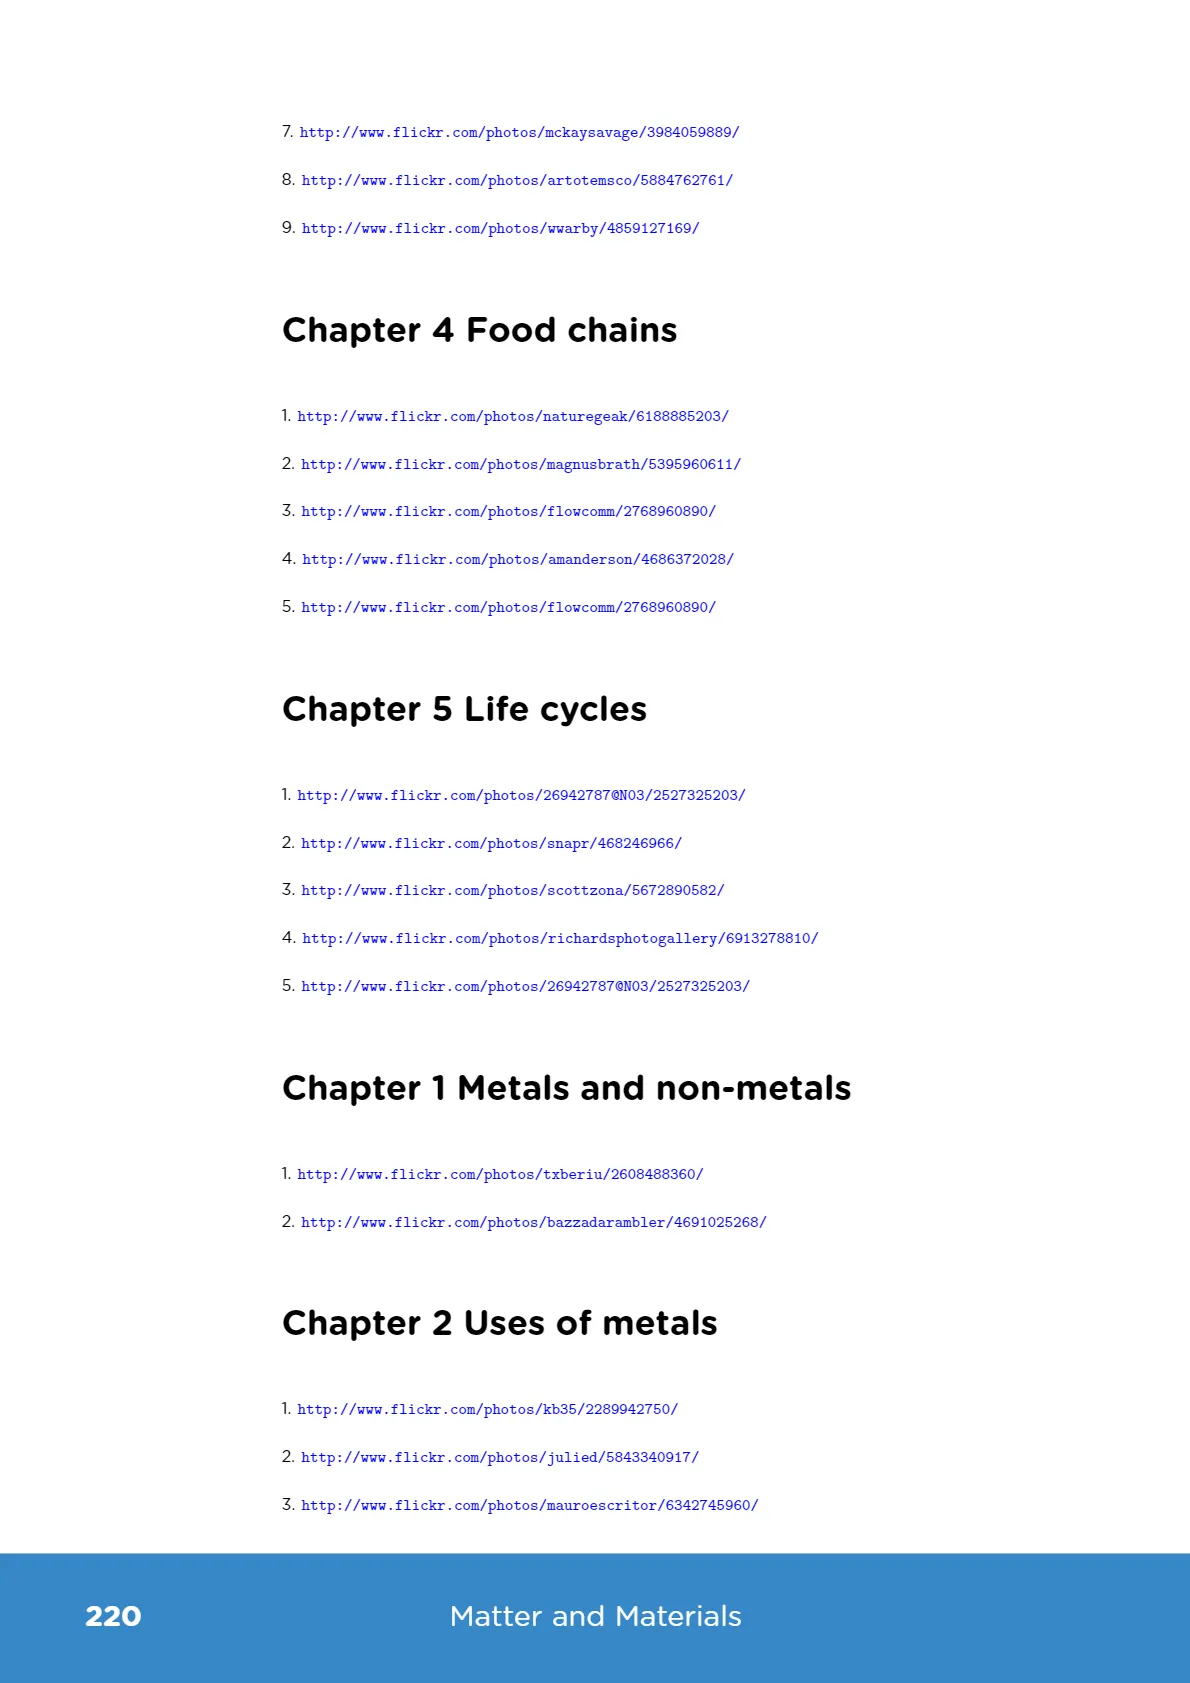 7. http://www.flickr.com/photos/mckaysavage/3984059889/
8. http://www.flickr.com/photos/artotemsco/5884762761/
9. http://www.flickr.com/photos/wwarby/4859127169/
Chapter 4 Food chains
1. http://www.flickr.com/photos/naturegeak/6188885203/
2. http://www.flickr.com/photos/magnusbrath/5395960611/
3. http://www.flickr.com/photos/flowcomm/2768960890/
4. http://www.flickr.com/photos/amanderson/4686372028/
5. http://www.flickr.com/photos/flowcomm/2768960890/
Chapter 5 Life cycles
1. http://www.flickr.com/photos/26942787@N03/2527325203/
2. http://www.flickr.com/photos/snapr/468246966/
3. http://www.flickr.com/photos/scottzona/5672890582/
4. http://www.flickr.com/photos/richardsphotogallery/6913278810/
5. http://www.flickr.com/photos/26942787@N03/2527325203/
Chapter 1 Metals and non-metals
1. http://www.flickr.com/photos/txberiu/2608488360/
2. http://www.flickr.com/photos/bazzadarambler/4691025268/
Chapter 2 Uses of metals
1. http://www.flickr.com/photos/kb35/2289942750/
2. http://www.flickr.com/photos/julied/5843340917/
3. http://www.flickr.com/photos/mauroescritor/6342745960/
220 Matter and Materials